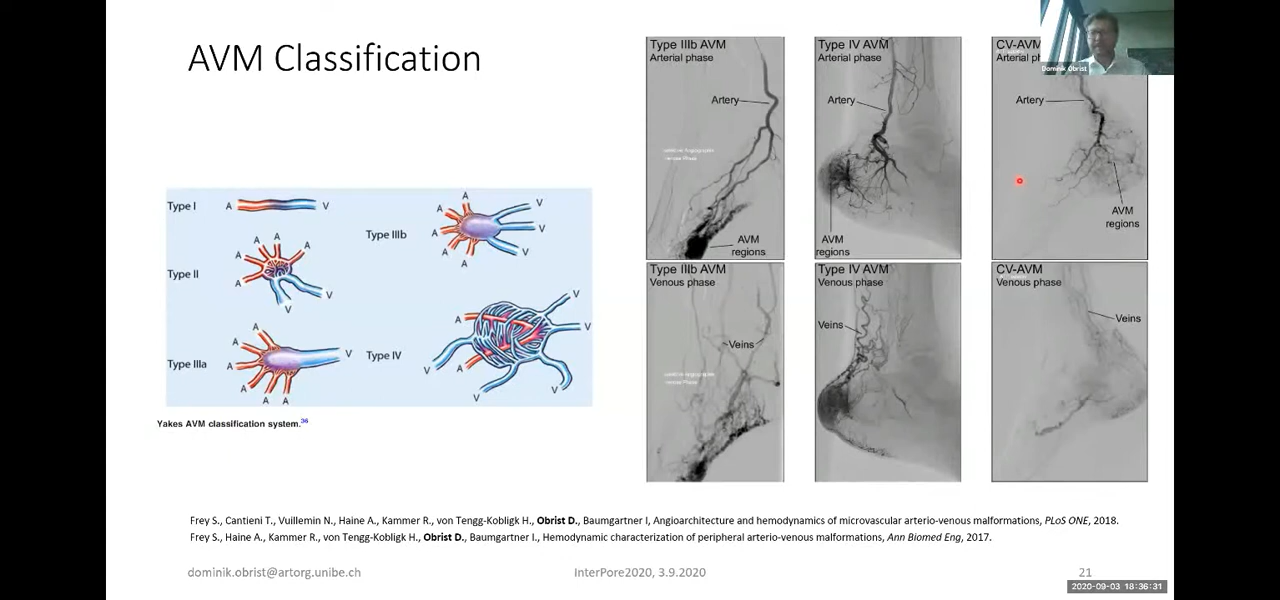 AVM Classification
Type I
A
V
Type II
A
A
A
A
A
V
V
Type IIIa
A
A
A
A
A
V
Type IIIb
A
A
A
A
A
V
V
V
Type IV
A
A
V
V
V
V
V
Yakes AVM classification system.36
Type IIIb AVM
Arterial phase
Artery
AVM
regions
Type IV AVM
Arterial phase
Artery
AVM
regions
CV-AVM
Arterial
Artery
AVM
regions
Type IIIb AVM
Venous phase
Veins
Type IV AVM
Venous phase
Veins
CV-AVM
Venous phase
Veins
Dominik Obrist
Frey S., Cantieni T., Vuillemin N., Haine A., Kammer R., von Tengg-Kobligk H., Obrist D., Baumgartner I, Angioarchitecture and hemodynamics of microvascular arterio-venous malformations, PLoS ONE, 2018.
Frey S., Haine A., Kammer R., von Tengg-Kobligk H., Obrist D., Baumgartner I., Hemodynamic characterization of peripheral arterio-venous malformations, Ann Biomed Eng, 2017.
dominik.obrist@artorg.unibe.ch
InterPore2020, 3.9.2020
21
2020-09-03 18:36:31